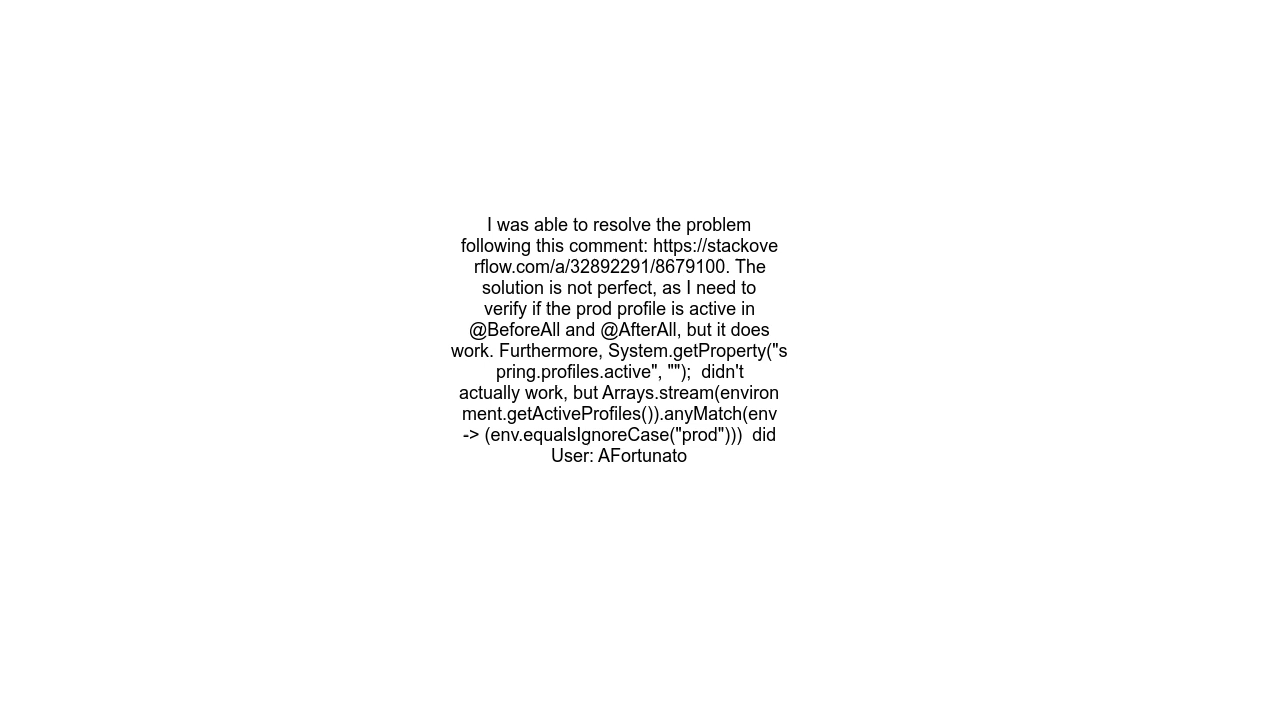 I was able to resolve the problem
following this comment: https://stackove
rflow.com/a/32892291/8679100. The
solution is not perfect, as I need to
verify if the prod profile is active in
@BeforeAll and @AfterAll, but it does
work. Furthermore, System.getProperty("s
pring.profiles.active", "");  didn't
actually work, but Arrays.stream(environ
ment.getActiveProfiles()).anyMatch(env
-> (env.equalsIgnoreCase("prod")))  did
User: AFortunato